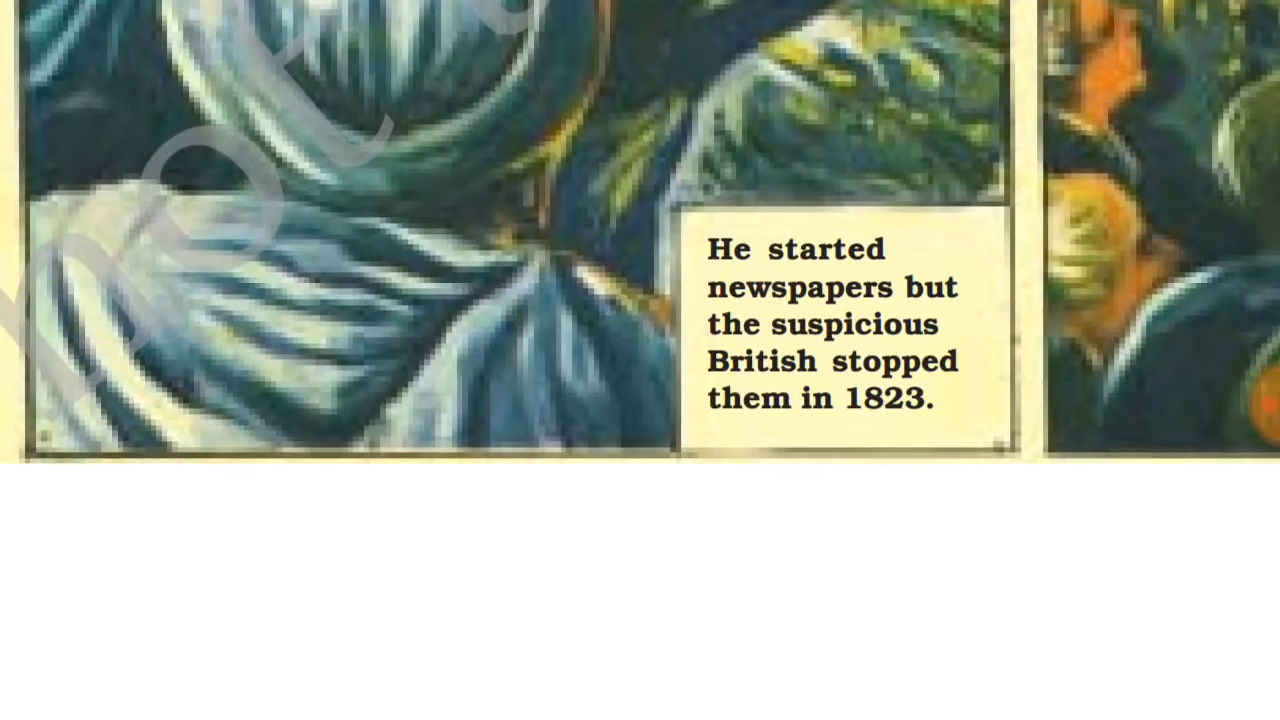 He started
newspapers but
the suspicious
British stopped
them in 1823.